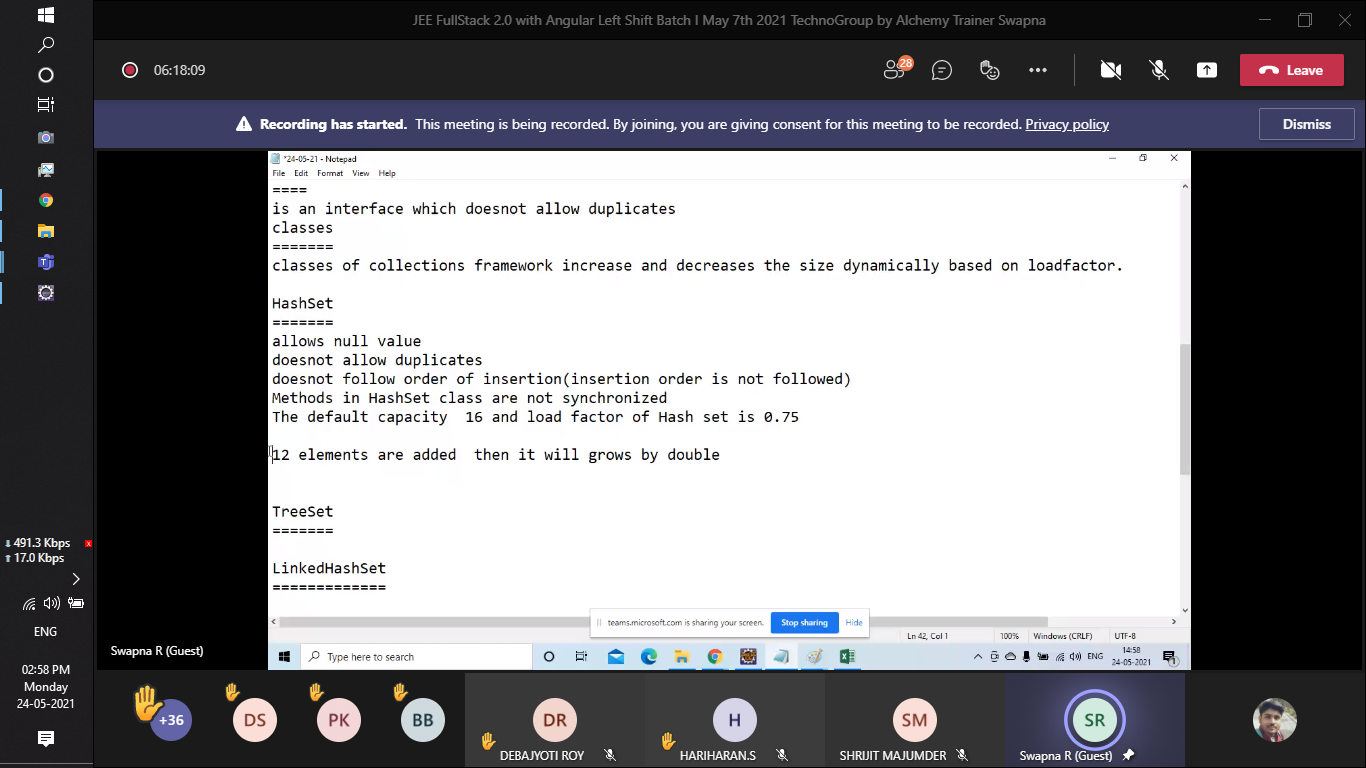 JEE FullStack 2.0 with Angular Left Shift Batch I May 7th 2021 TechnoGroup by Alchemy Trainer Swapna
06:18:09
28
Leave
Recording has started. This meeting is being recorded. By joining, you are giving consent for this meeting to be recorded. Privacy policy
Dismiss
*24-05-21 - Notepad
File Edit Format View Help
====
is an interface which doesnot allow duplicates
classes
=======
classes of collections framework increase and decreases the size dynamically based on loadfactor.
HashSet
=======
allows null value
doesnot allow duplicates
doesnot follow order of insertion(insertion order is not followed)
Methods in HashSet class are not synchronized
The default capacity  16 and load factor of Hash set is 0.75
12 elements are added  then it will grows by double
TreeSet
=======
LinkedHashSet
=============
teams.microsoft.com is sharing your screen.
Stop sharing
Hide
Ln 42, Col 1
100%
Windows (CRLF)
UTF-8
Type here to search
ENG
14:58
24-05-2021
1
Swapna R (Guest)
491.3 Kbps
x
17.0 Kbps
ENG
02:58 PM
Monday
24-05-2021
+36
DS
PK
BB
DR
DEBAJYOTI ROY
H
HARIHARAN.S
SM
SHRIJIT MAJUMDER
SR
Swapna R (Guest)